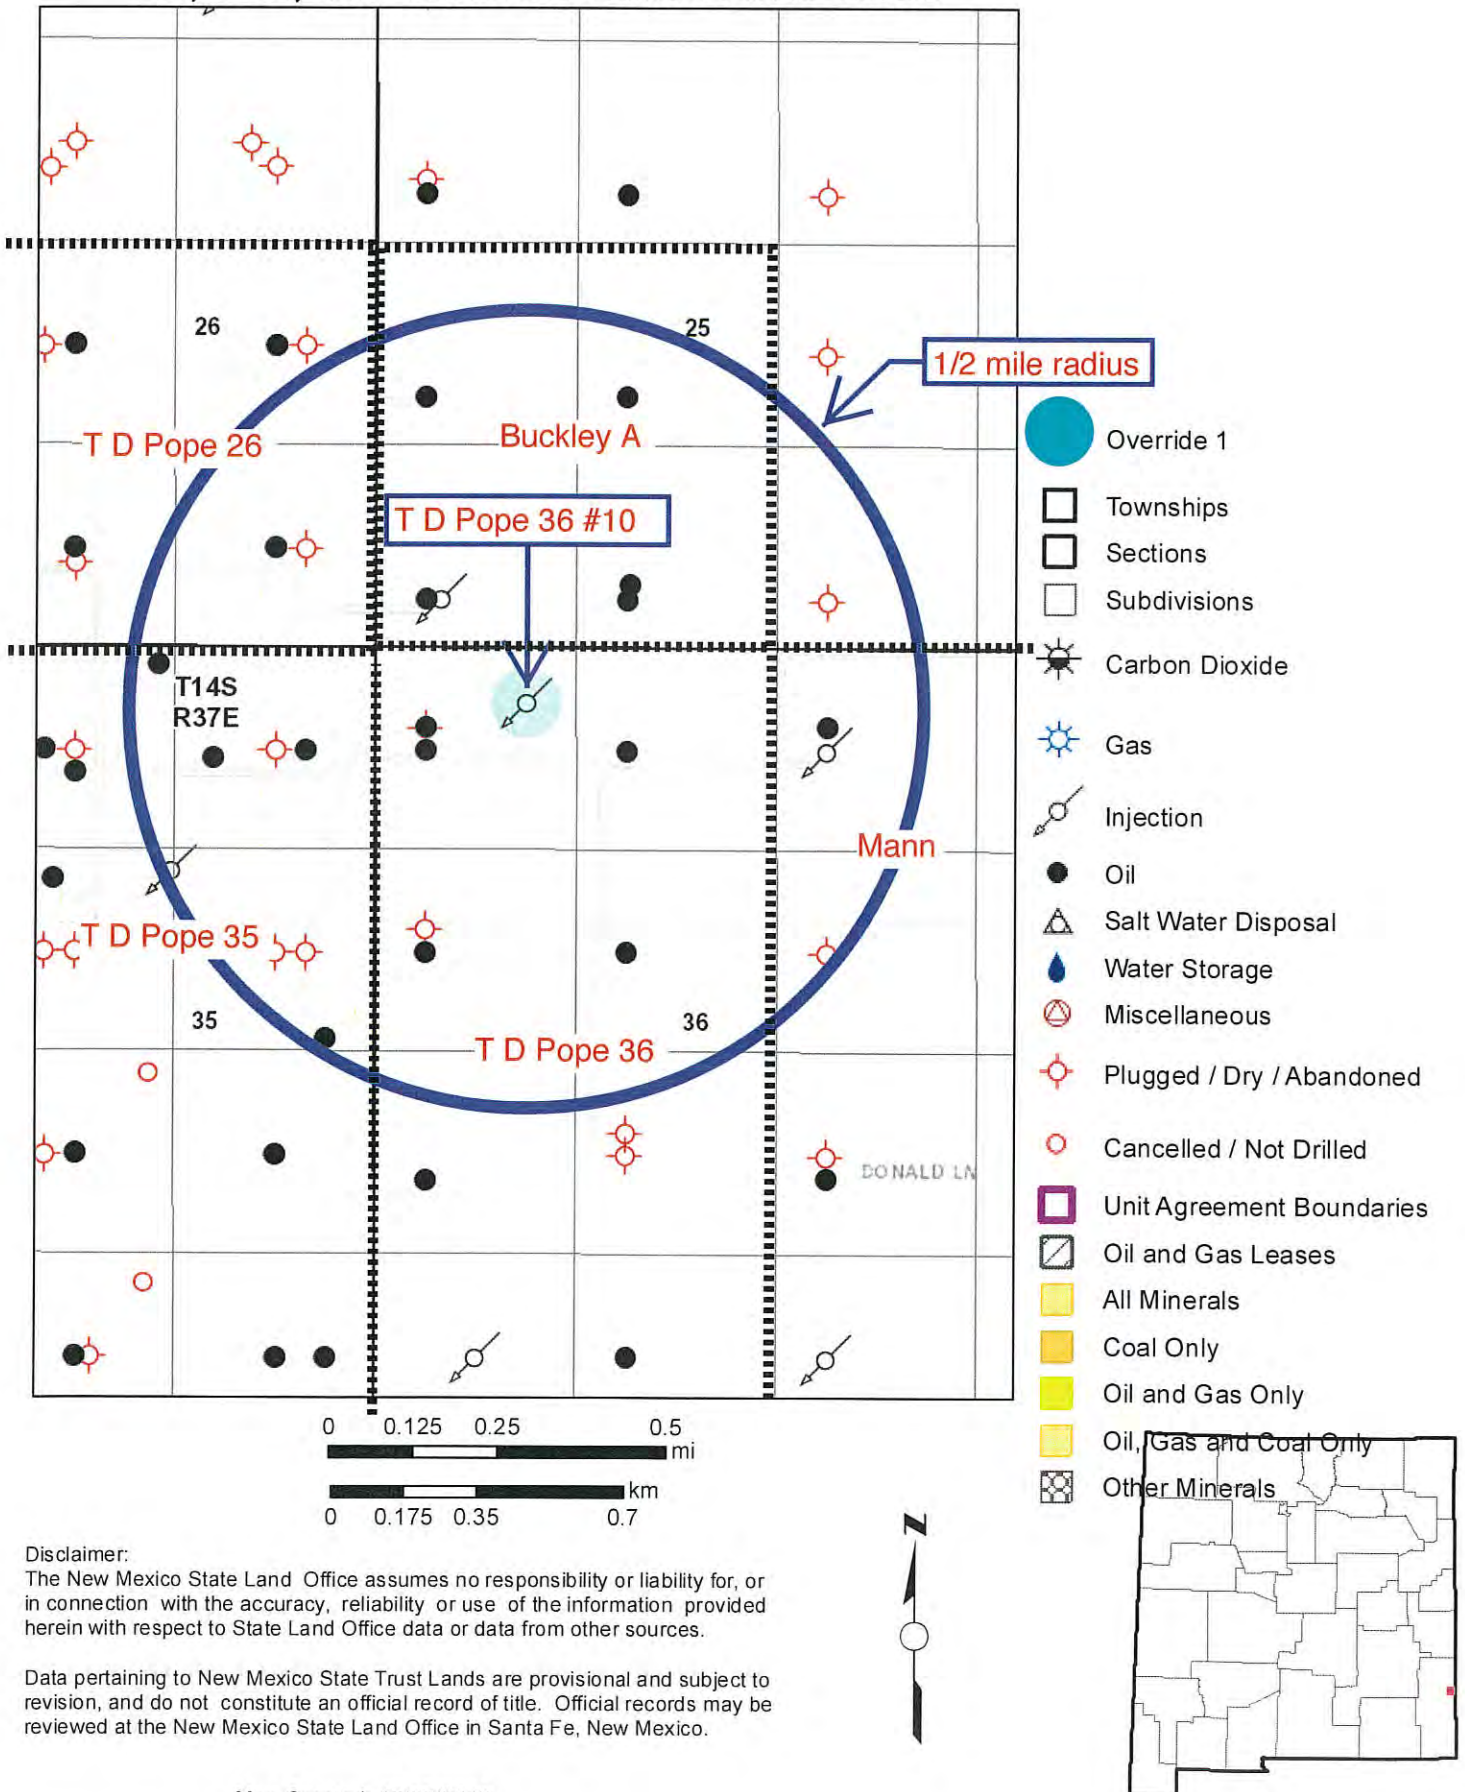 26
25
1/2 mile radius
T D Pope 26
Buckley A
T D Pope 36 #10
T14S
R37E
Mann
T D Pope 35
35
36
T D Pope 36
DONALD LN
Override 1
Townships
Sections
Subdivisions
Carbon Dioxide
Gas
Injection
Oil
Salt Water Disposal
Water Storage
Miscellaneous
Plugged / Dry / Abandoned
Cancelled / Not Drilled
Unit Agreement Boundaries
Oil and Gas Leases
All Minerals
Coal Only
Oil and Gas Only
Oil, Gas and Coal Only
Other Minerals
0 0.125 0.25 0.5
mi
km
0 0.175 0.35 0.7
N
Disclaimer:
The New Mexico State Land Office assumes no responsibility or liability for, or
in connection with the accuracy, reliability or use of the information provided
herein with respect to State Land Office data or data from other sources.
Data pertaining to New Mexico State Trust Lands are provisional and subject to
revision, and do not constitute an official record of title. Official records may be
reviewed at the New Mexico State Land Office in Santa Fe, New Mexico.